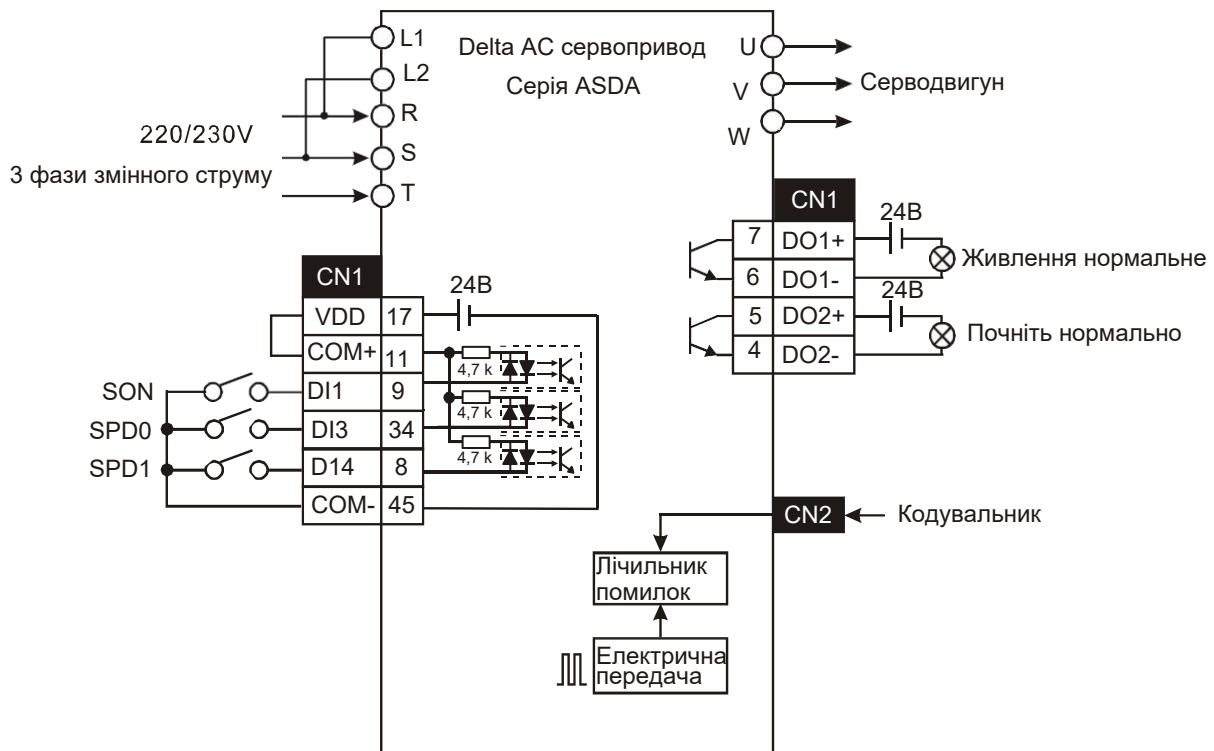 L1
L2
R
S
T
220/230V
3 фази змінного струму
Delta AC сервопривод
Серія ASDA
U
V
W
Серводвигун
CN1
VDD 17
COM+ 11
DI1 9
DI3 34
D14 8
COM- 45
24В
4,7 k
4,7 k
4,7 k
SON
SPD0
SPD1
CN1
7 DO1+
6 DO1-
5 DO2+
4 DO2-
24В
Живлення нормальне
24В
Почніть нормально
CN2
Кодувальник
Лічильник
помилок
Електрична
передача